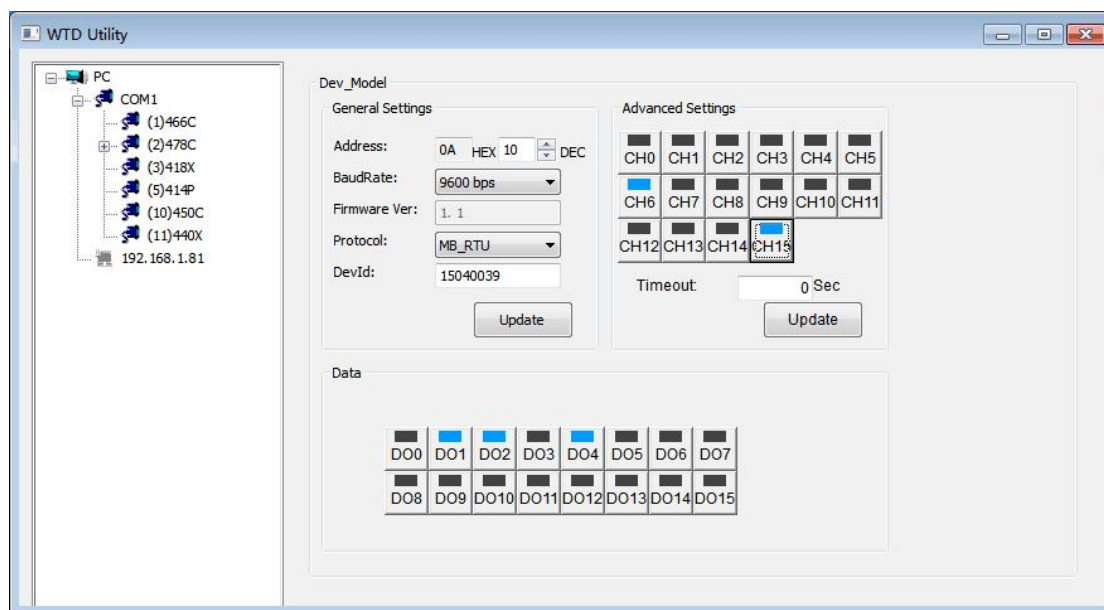 WTD Utility
PC
COM1
(1)466C
(2)478C
(3)418X
(5)414P
(10)450C
(11)440X
192.168.1.81
Dev_Model
General Settings
Address: 0A HEX 10 DEC
BaudRate: 9600 bps
Firmware Ver: 1. 1
Protocol: MB_RTU
DevId: 15040039
Update
Advanced Settings
CH0 CH1 CH2 CH3 CH4 CH5
CH6 CH7 CH8 CH9 CH10 CH11
CH12 CH13 CH14 CH15
Timeout: 0 Sec
Update
Data
DO0 DO1 DO2 DO3 DO4 DO5 DO6 DO7
DO8 DO9 DO10 DO11 DO12 DO13 DO14 DO15